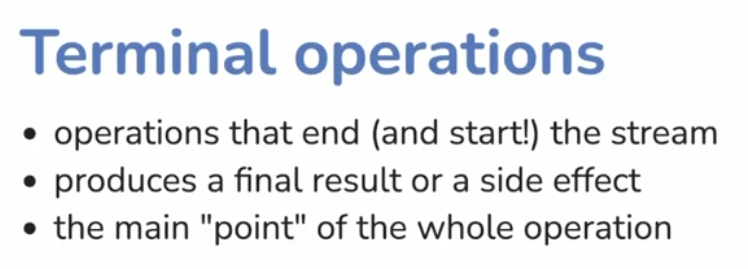 Terminal operations
• operations that end (and start!) the stream
• produces a final result or a side effect
• the main "point" of the whole operation